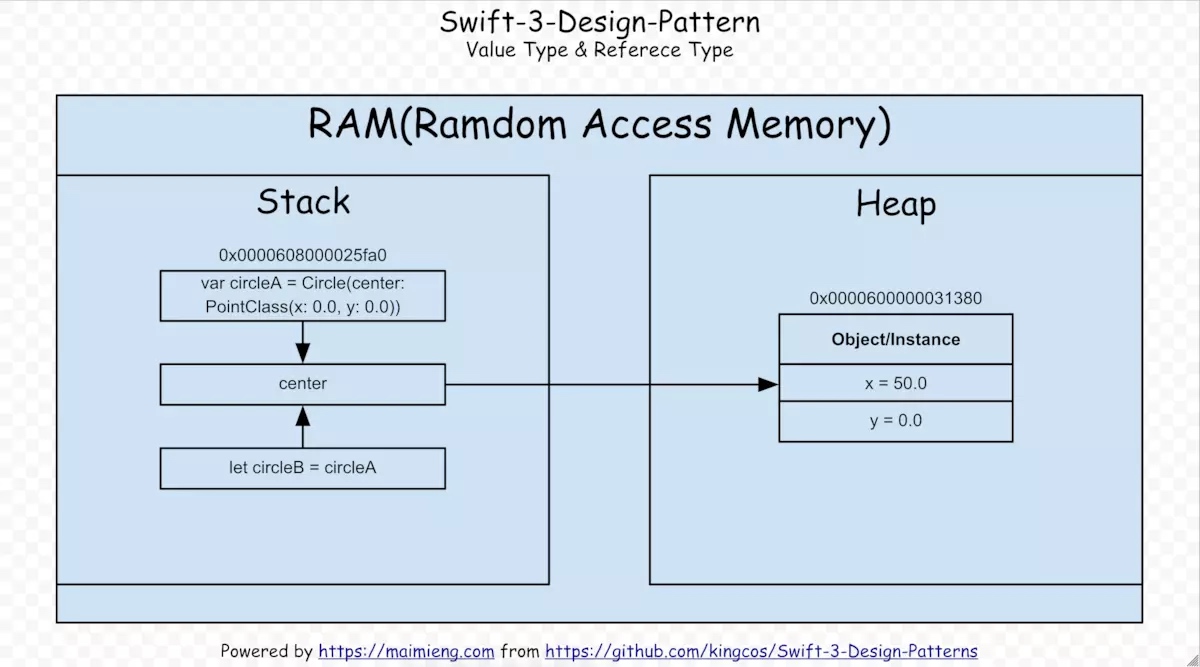 Swift-3-Design-Pattern
Value Type & Referece Type
RAM(Ramdom Access Memory)
Stack
0x0000608000025fa0
var circleA = Circle(center:
PointClass(x: 0.0, y: 0.0))
center
let circleB = circleA
Heap
0x0000600000031380
Object/Instance
x = 50.0
y = 0.0
Powered by https://maimieng.com from https://github.com/kingcos/Swift-3-Design-Patterns